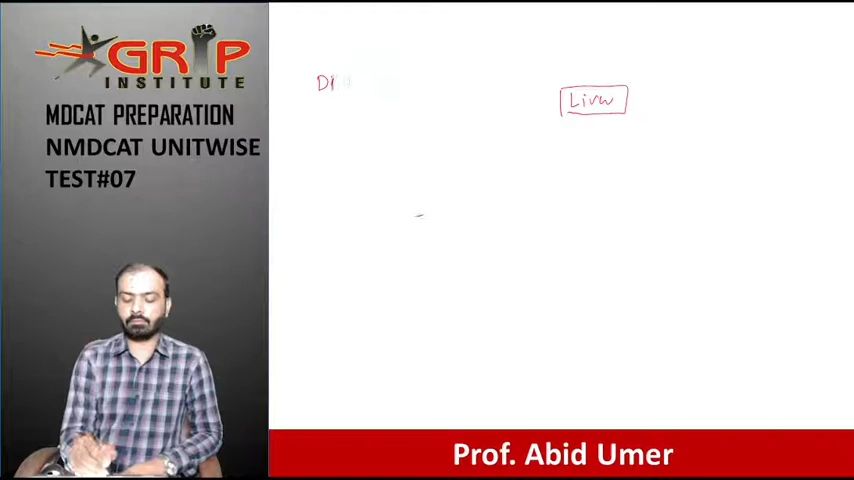 GRIP
INSTITUTE
MDCAT PREPARATION
NMDCAT UNITWISE
TEST#07
Liver
Prof. Abid Umer